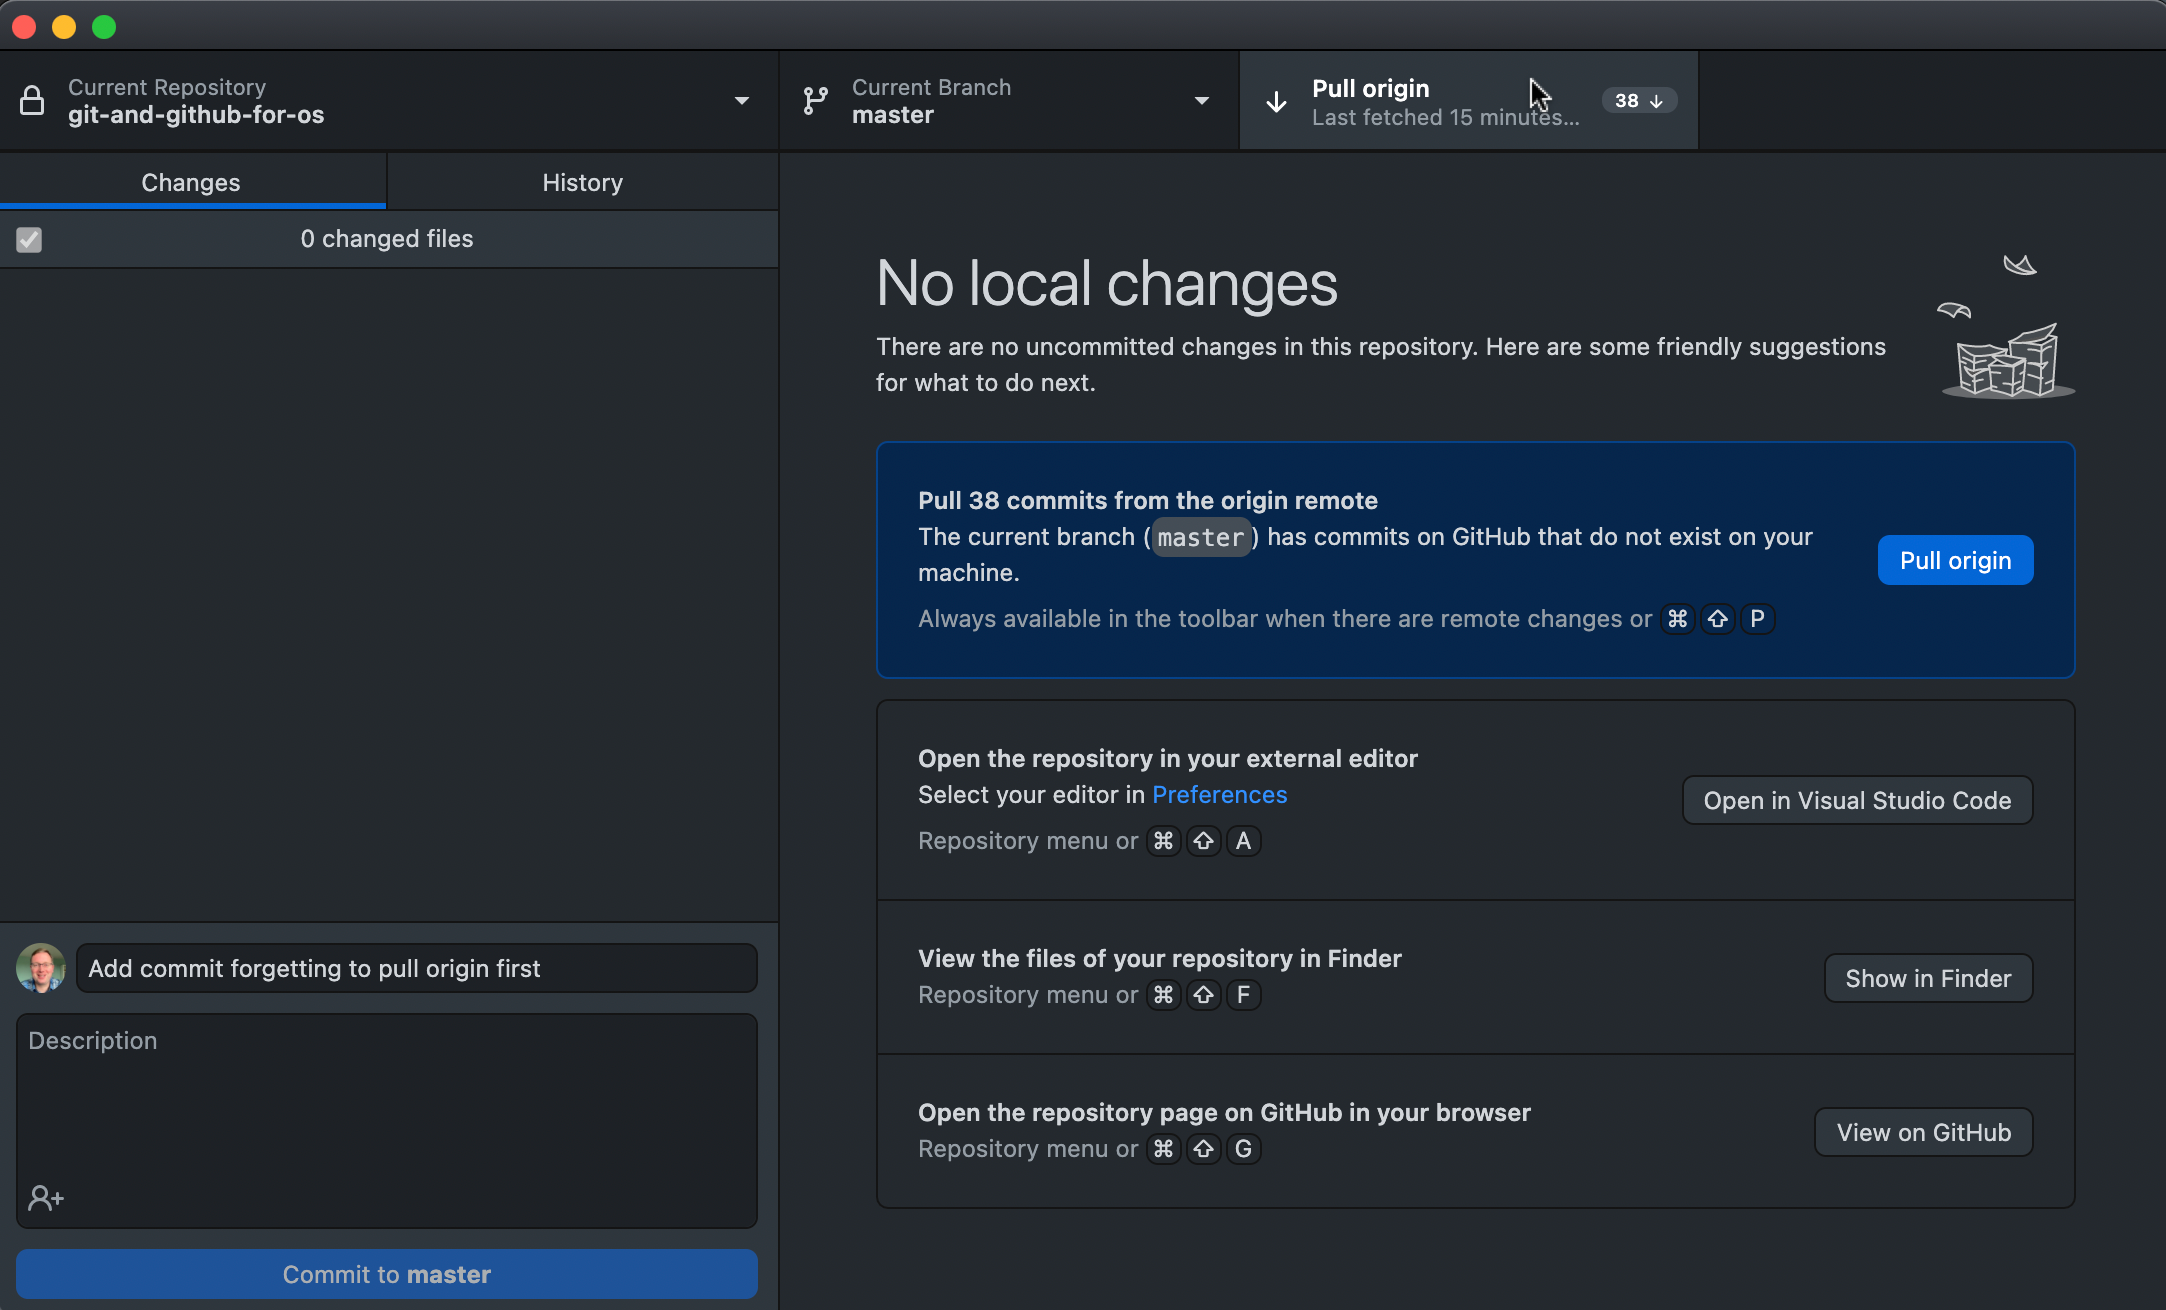 Current Repository
git-and-github-for-os
Current Branch
master
Pull origin
Last fetched 15 minutes...
38 ↓
Changes
History
0 changed files
No local changes
There are no uncommitted changes in this repository. Here are some friendly suggestions
for what to do next.
Pull 38 commits from the origin remote
The current branch (master) has commits on GitHub that do not exist on your
machine.
Always available in the toolbar when there are remote changes or ⌘ ⇧ P
Pull origin
Open the repository in your external editor
Select your editor in Preferences
Repository menu or ⌘ ⇧ A
Open in Visual Studio Code
View the files of your repository in Finder
Repository menu or ⌘ ⇧ F
Show in Finder
Open the repository page on GitHub in your browser
Repository menu or ⌘ ⇧ G
View on GitHub
Add commit forgetting to pull origin first
Description
Commit to master